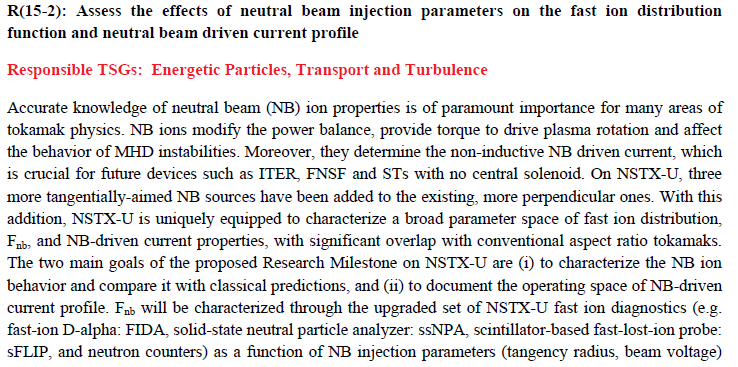 R(15-2): Assess the effects of neutral beam injection parameters on the fast ion distribution
function and neutral beam driven current profile
Responsible TSGs: Energetic Particles, Transport and Turbulence
Accurate knowledge of neutral beam (NB) ion properties is of paramount importance for many areas of
tokamak physics. NB ions modify the power balance, provide torque to drive plasma rotation and affect
the behavior of MHD instabilities. Moreover, they determine the non-inductive NB driven current, which
is crucial for future devices such as ITER, FNSF and STs with no central solenoid. On NSTX-U, three
more tangentially-aimed NB sources have been added to the existing, more perpendicular ones. With this
addition, NSTX-U is uniquely equipped to characterize a broad parameter space of fast ion distribution,
Fnb, and NB-driven current properties, with significant overlap with conventional aspect ratio tokamaks.
The two main goals of the proposed Research Milestone on NSTX-U are (i) to characterize the NB ion
behavior and compare it with classical predictions, and (ii) to document the operating space of NB-driven
current profile. Fnb will be characterized through the upgraded set of NSTX-U fast ion diagnostics (e.g.
fast-ion D-alpha: FIDA, solid-state neutral particle analyzer: ssNPA, scintillator-based fast-lost-ion probe:
sFLIP, and neutron counters) as a function of NB injection parameters (tangency radius, beam voltage)